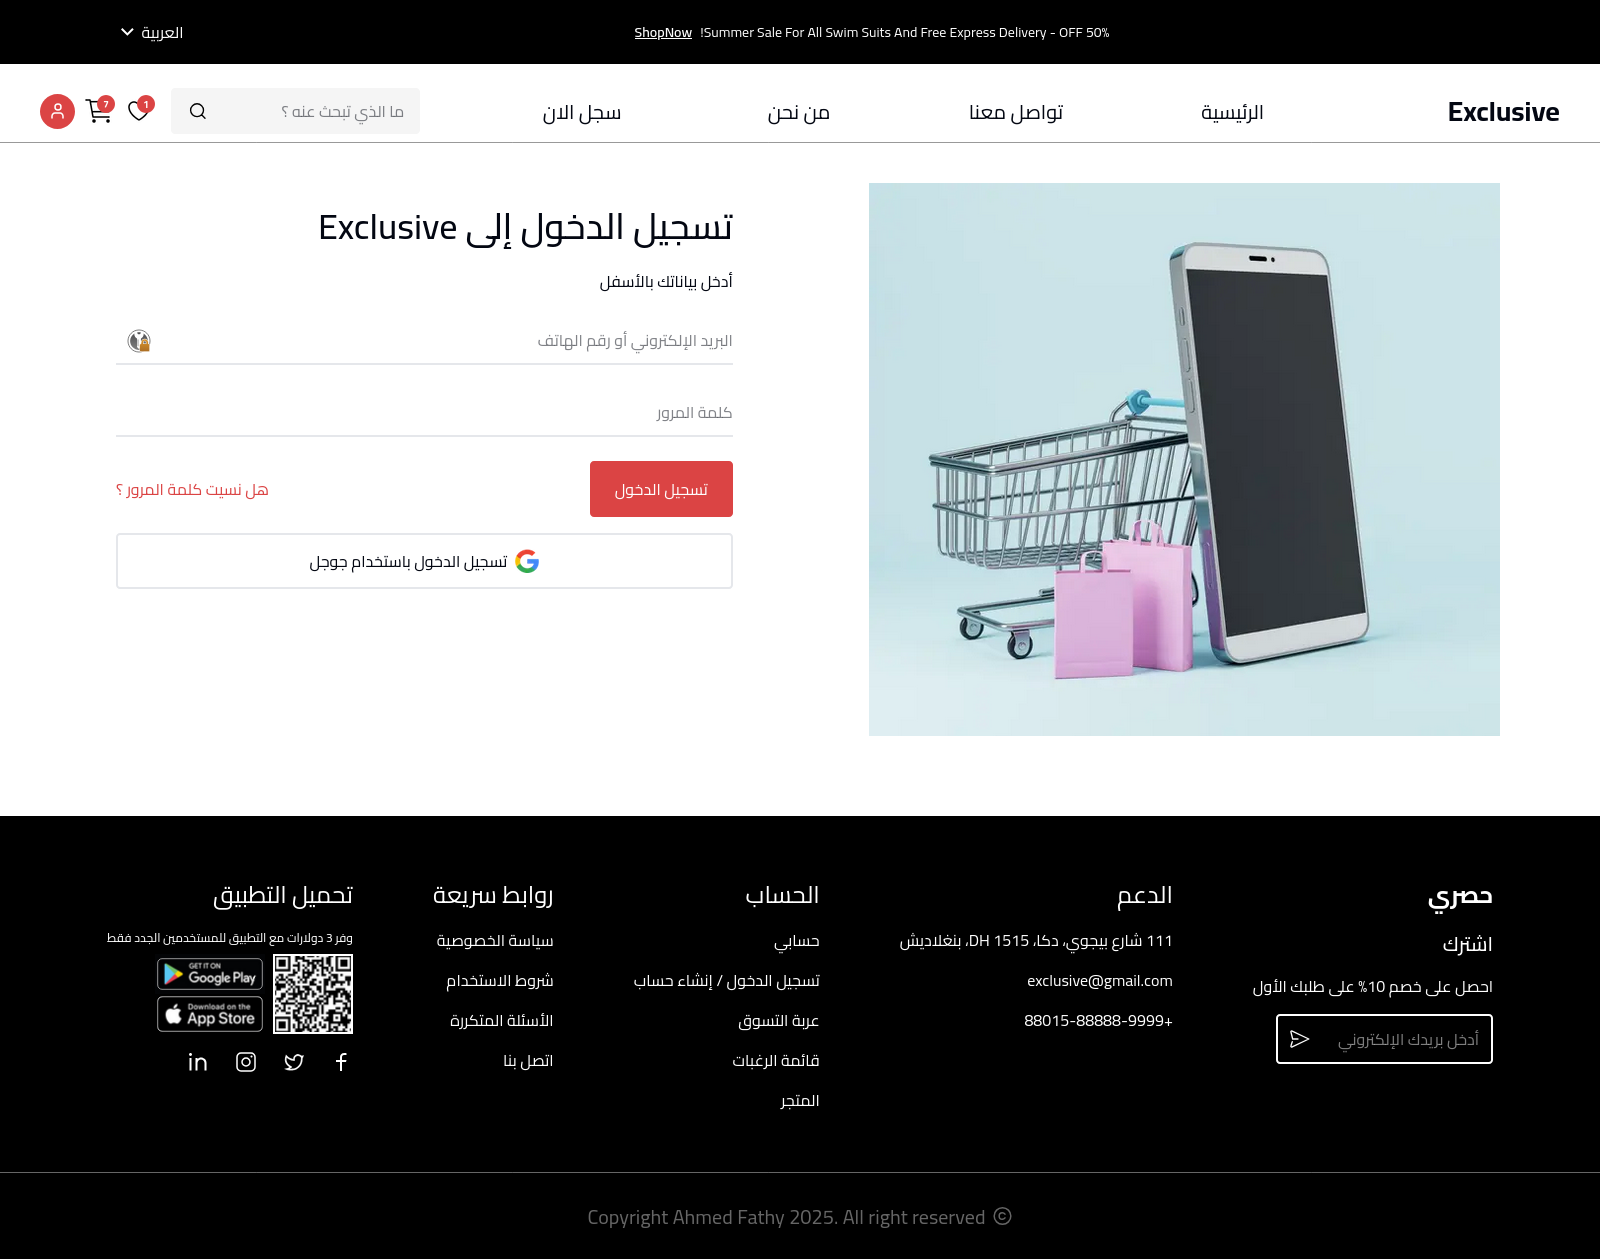 Summer Sale For All Swim Suits And Free Express Delivery - OFF 50%! ShopNow
العربية
Exclusive
الرئيسية
تواصل معنا
من نحن
سجل الان
ما الذي تبحث عنه ؟
1
7
تسجيل الدخول إلى Exclusive
أدخل بياناتك بالأسفل
البريد الإلكتروني أو رقم الهاتف
كلمة المرور
تسجيل الدخول
هل نسيت كلمة المرور ؟
تسجيل الدخول باستخدام جوجل
حصري
اشترك
احصل على خصم 10% على طلبك الأول
أدخل بريدك الإلكتروني
الدعم
111 شارع بيجوي، دكا، DH 1515، بنغلاديش
exclusive@gmail.com
88015-88888-9999+
الحساب
حسابي
تسجيل الدخول / إنشاء حساب
عربة التسوق
قائمة الرغبات
المتجر
روابط سريعة
سياسة الخصوصية
شروط الاستخدام
الأسئلة المتكررة
اتصل بنا
تحميل التطبيق
وفر 3 دولارات مع التطبيق للمستخدمين الجدد فقط
GET IT ON
Google Play
Download on the
App Store
© Copyright Ahmed Fathy 2025. All right reserved